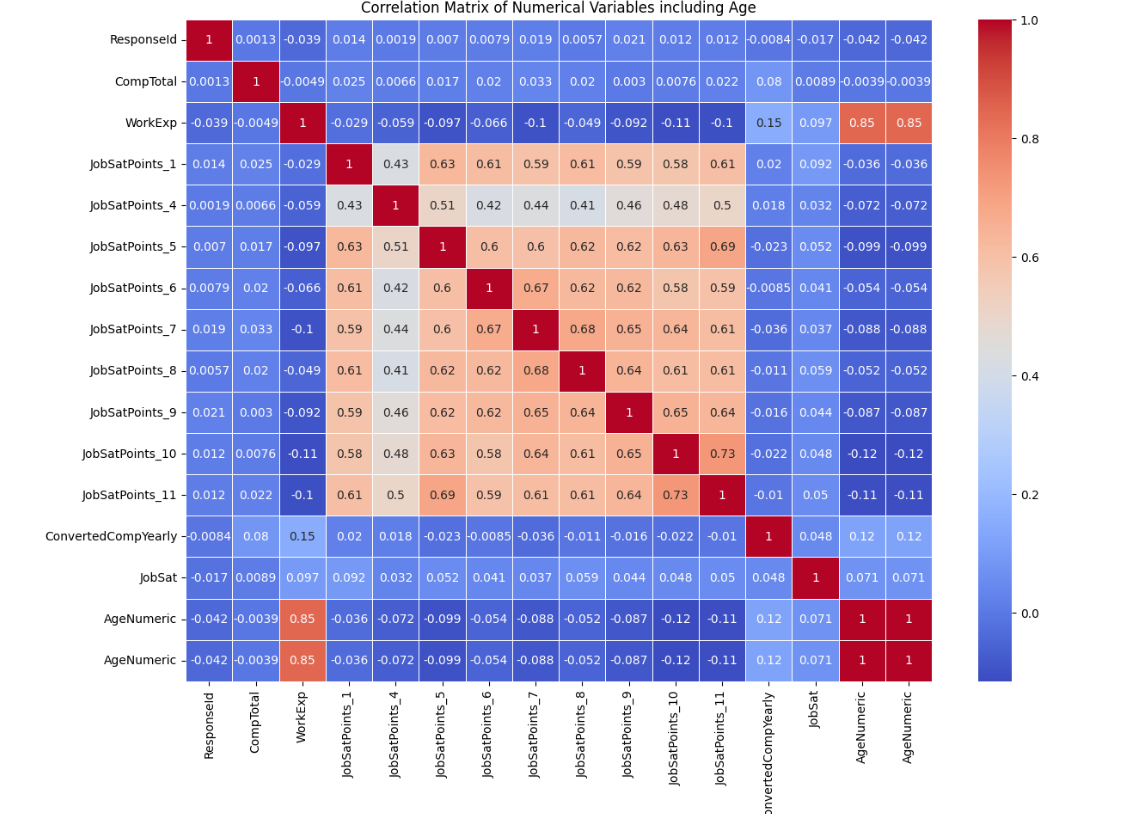 Correlation Matrix of Numerical Variables including Age
ResponseId 1 0.0013 -0.039 0.014 0.0019 0.007 0.0079 0.019 0.0057 0.021 0.012 0.012 -0.0084 -0.017 -0.042 -0.042
CompTotal 0.0013 1 -0.0049 0.025 0.0066 0.017 0.02 0.033 0.02 0.003 0.0076 0.022 0.08 0.0089 -0.0039 -0.0039
WorkExp -0.039 -0.0049 1 -0.029 -0.059 -0.097 -0.066 -0.1 -0.049 -0.092 -0.11 -0.1 0.15 0.097 0.85 0.85
JobSatPoints_1 0.014 0.025 -0.029 1 0.43 0.63 0.61 0.59 0.61 0.59 0.58 0.61 0.02 0.092 -0.036 -0.036
JobSatPoints_4 0.0019 0.0066 -0.059 0.43 1 0.51 0.42 0.44 0.41 0.46 0.48 0.5 0.018 0.032 -0.072 -0.072
JobSatPoints_5 0.007 0.017 -0.097 0.63 0.51 1 0.6 0.6 0.62 0.62 0.63 0.69 -0.023 0.052 -0.099 -0.099
JobSatPoints_6 0.0079 0.02 -0.066 0.61 0.42 0.6 1 0.67 0.62 0.62 0.58 0.59 -0.0085 0.041 -0.054 -0.054
JobSatPoints_7 0.019 0.033 -0.1 0.59 0.44 0.6 0.67 1 0.68 0.65 0.64 0.61 -0.036 0.037 -0.088 -0.088
JobSatPoints_8 0.0057 0.02 -0.049 0.61 0.41 0.62 0.62 0.68 1 0.64 0.61 0.61 -0.011 0.059 -0.052 -0.052
JobSatPoints_9 0.021 0.003 -0.092 0.59 0.46 0.62 0.62 0.65 0.64 1 0.65 0.64 -0.016 0.044 -0.087 -0.087
JobSatPoints_10 0.012 0.0076 -0.11 0.58 0.48 0.63 0.58 0.64 0.61 0.65 1 0.73 -0.022 0.048 -0.12 -0.12
JobSatPoints_11 0.012 0.022 -0.1 0.61 0.5 0.69 0.59 0.61 0.61 0.64 0.73 1 -0.01 0.05 -0.11 -0.11
ConvertedCompYearly -0.0084 0.08 0.15 0.02 0.018 -0.023 -0.0085 -0.036 -0.011 -0.016 -0.022 -0.01 1 0.048 0.12 0.12
JobSat -0.017 0.0089 0.097 0.092 0.032 0.052 0.041 0.037 0.059 0.044 0.048 0.05 0.048 1 0.071 0.071
AgeNumeric -0.042 -0.0039 0.85 -0.036 -0.072 -0.099 -0.054 -0.088 -0.052 -0.087 -0.12 -0.11 0.12 0.071 1 1
AgeNumeric -0.042 -0.0039 0.85 -0.036 -0.072 -0.099 -0.054 -0.088 -0.052 -0.087 -0.12 -0.11 0.12 0.071 1 1
ResponseId
CompTotal
WorkExp
JobSatPoints_1
JobSatPoints_4
JobSatPoints_5
JobSatPoints_6
JobSatPoints_7
JobSatPoints_8
JobSatPoints_9
JobSatPoints_10
JobSatPoints_11
onvertedCompYearly
JobSat
AgeNumeric
AgeNumeric
1.0
0.8
0.6
0.4
0.2
0.0